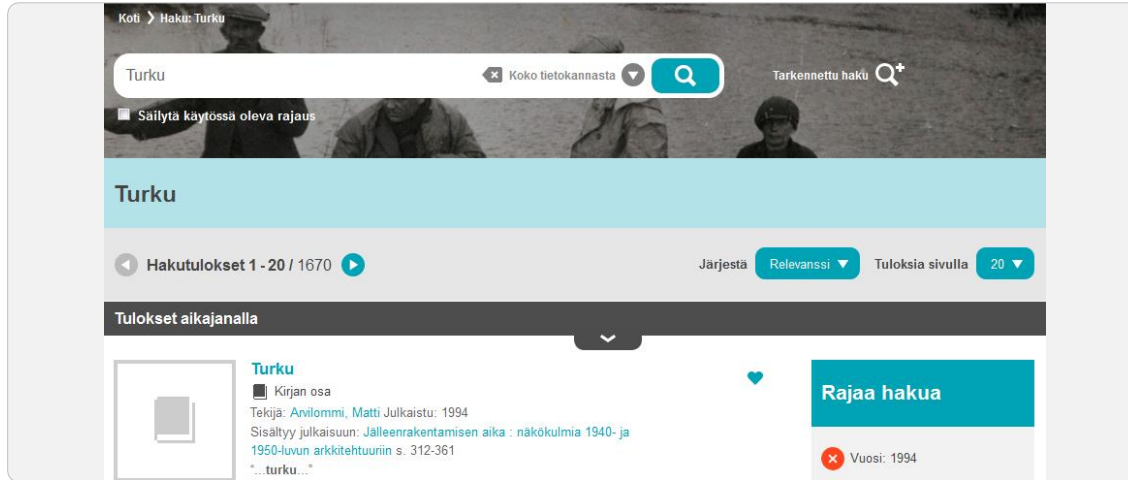 Koti ❯ Haku: Turku
Turku
Koko tietokannasta
Tarkennettu haku
Säilytä käytössä oleva rajaus
Turku
Hakutulokset 1 - 20 / 1670
Järjestä Relevanssi Tuloksia sivulla 20
Tulokset aikajanalla
Turku
Kirjan osa
Tekijä: Arvilommi, Matti Julkaistu: 1994
Sisältyy julkaisuun: Jälleenrakentamisen aika : näkökulmia 1940- ja
1950-luvun arkkitehtuuriin s. 312-361
"...turku..."
Rajaa hakua
Vuosi: 1994